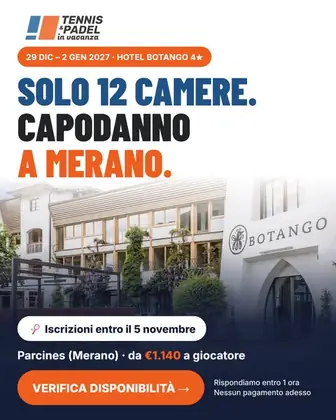 TENNIS
& PADEL
in vacanza
29 DIC – 2 GEN 2027 · HOTEL BOTANGO 4★
SOLO 12 CAMERE.
CAPODANNO
A MERANO.
BOTANGO
Iscrizioni entro il 5 novembre
Parcines (Merano) · da €1.140 a giocatore
VERIFICA DISPONIBILITÀ →
Rispondiamo entro 1 ora
Nessun pagamento adesso